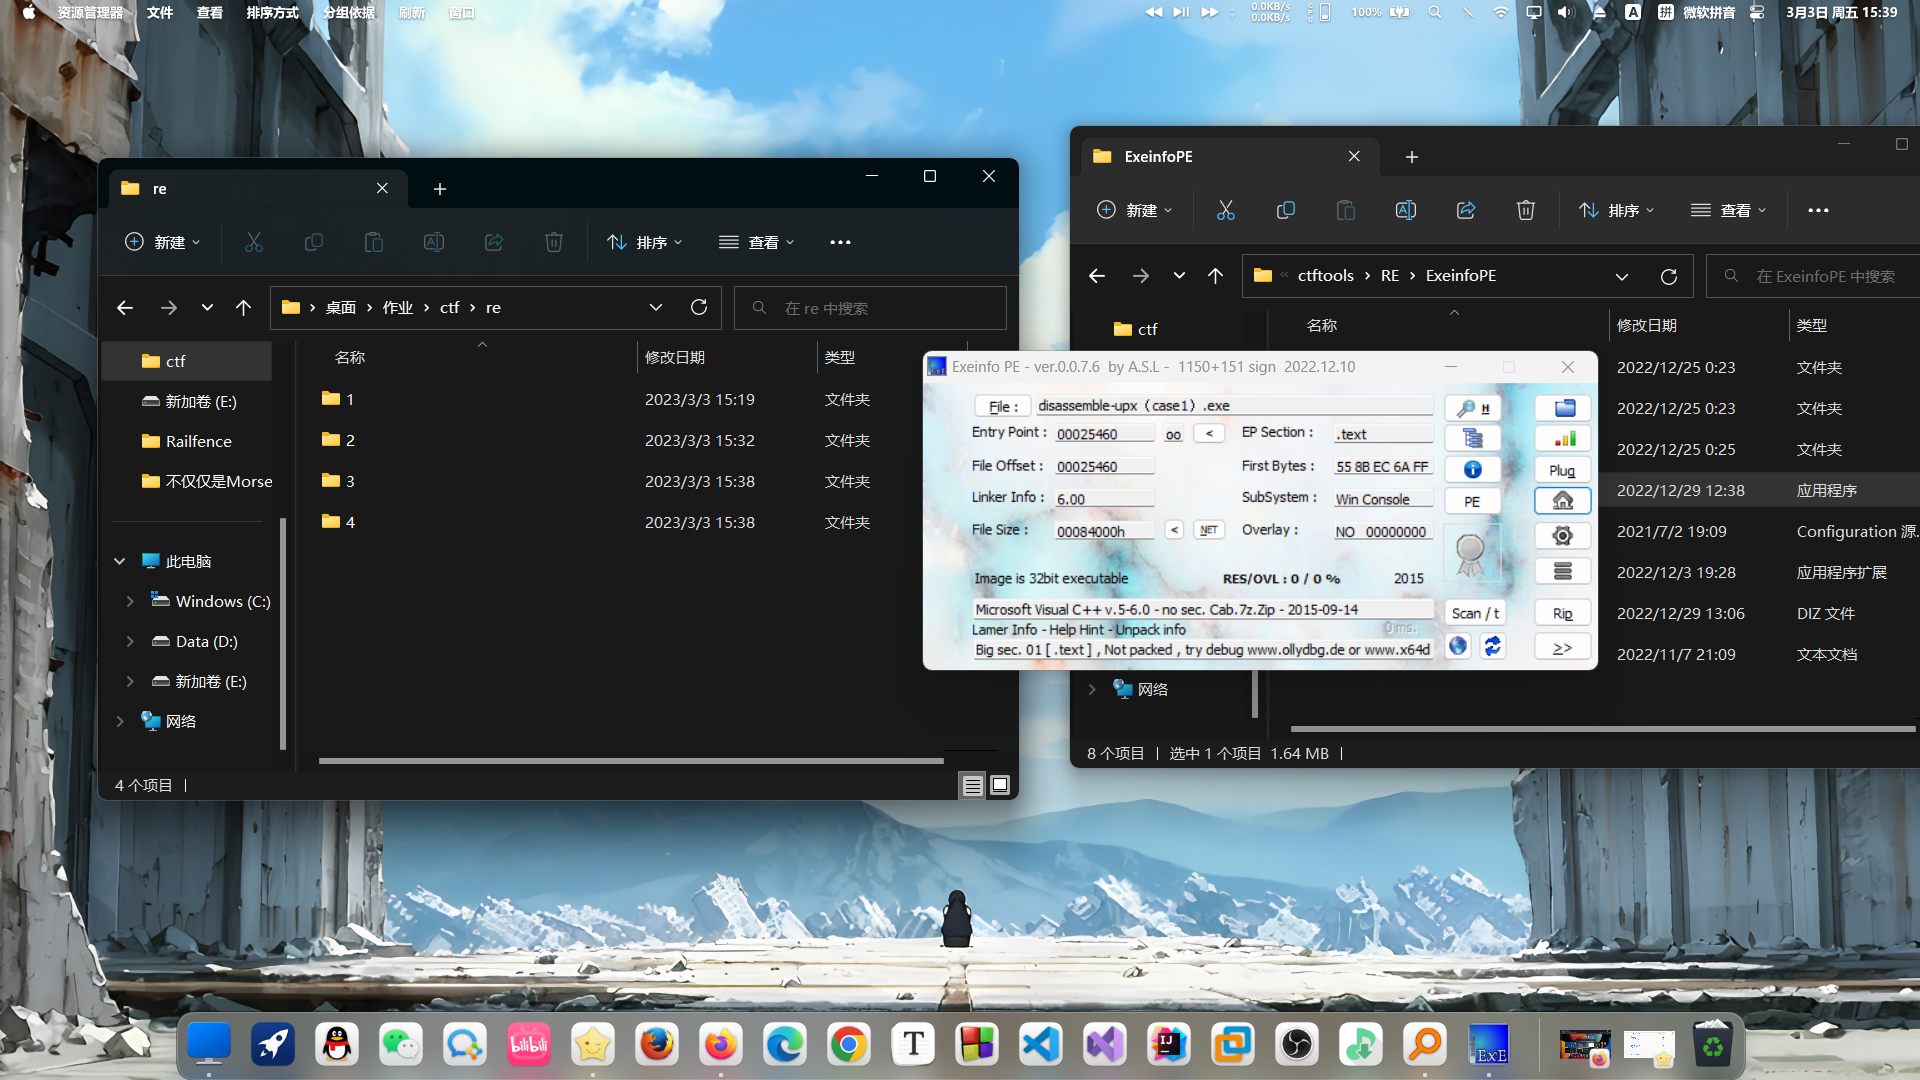 资源管理器 文件 查看 排序方式 分组依据 刷新 窗口
0.0KB/s
0.0KB/s
100%
A 拼 微软拼音 3月3日 周五 15:39
re
新建 排序 查看
桌面 作业 ctf re
在 re 中搜索
ctf
新加卷 (E:)
Railfence
不仅仅是Morse
此电脑
Windows (C:)
Data (D:)
新加卷 (E:)
网络
名称 修改日期 类型
1 2023/3/3 15:19 文件夹
2 2023/3/3 15:32 文件夹
3 2023/3/3 15:38 文件夹
4 2023/3/3 15:38 文件夹
4 个项目
ExeinfoPE
新建 排序 查看
« ctftools RE ExeinfoPE
在 ExeinfoPE 中搜索
ctf
名称 修改日期 类型
2022/12/25 0:23 文件夹
2022/12/25 0:23 文件夹
2022/12/25 0:25 文件夹
2022/12/29 12:38 应用程序
2021/7/2 19:09 Configuration 源...
2022/12/3 19:28 应用程序扩展
2022/12/29 13:06 DIZ 文件
2022/11/7 21:09 文本文档
网络
8 个项目 选中 1 个项目 1.64 MB
Exeinfo PE - ver.0.0.7.6 by A.S.L - 1150+151 sign 2022.12.10
File : disassemble-upx（case1）.exe H
Entry Point : 00025460 oo < EP Section : .text
File Offset : 00025460 First Bytes : 55 8B EC 6A FF Plug
Linker Info : 6.00 SubSystem : Win Console PE
File Size : 00084000h < NET Overlay : NO 00000000
Image is 32bit executable RES/OVL : 0 / 0 % 2015
Microsoft Visual C++ v.5-6.0 - no sec. Cab.7z.Zip - 2015-09-14 Scan / t Rip
Lamer Info - Help Hint - Unpack info 0 ms.
Big sec. 01 [ .text ] , Not packed , try debug www.ollydbg.de or www.x64d >>
bilibili T IJ ExE